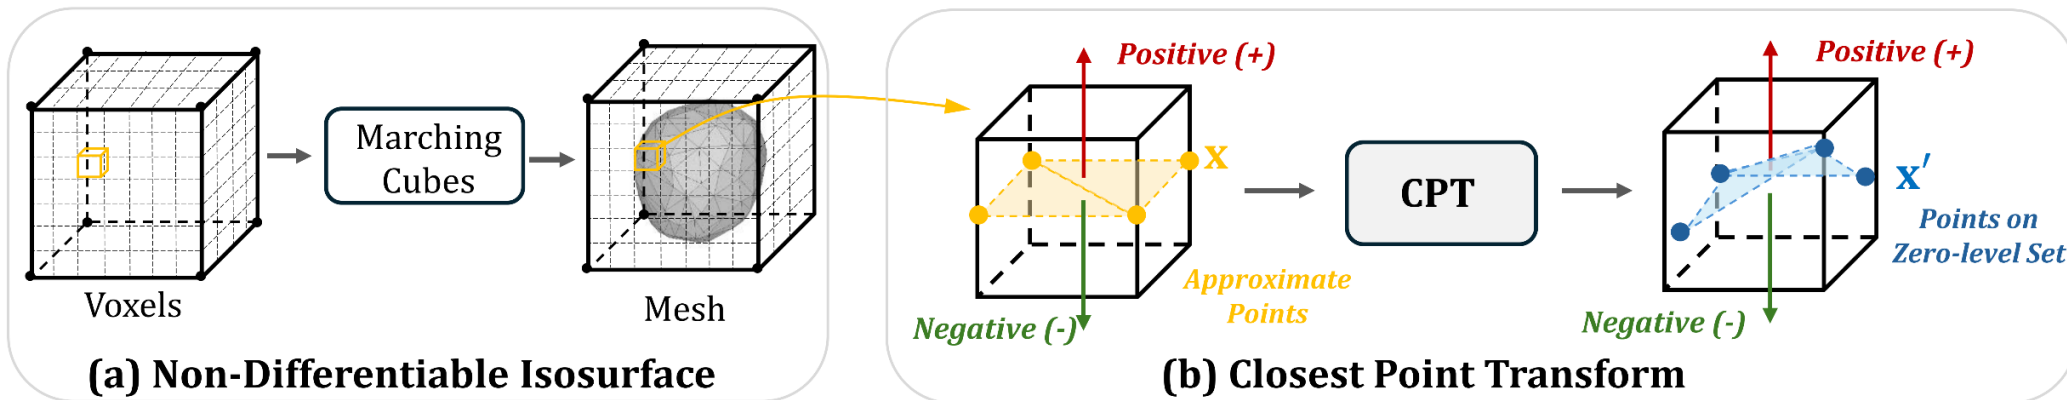 Marching
Cubes
Voxels
Mesh
(a) Non-Differentiable Isosurface
Positive (+)
x
Approximate
Points
Negative (-)
CPT
Positive (+)
x′
Points on
Zero-level Set
Negative (-)
(b) Closest Point Transform